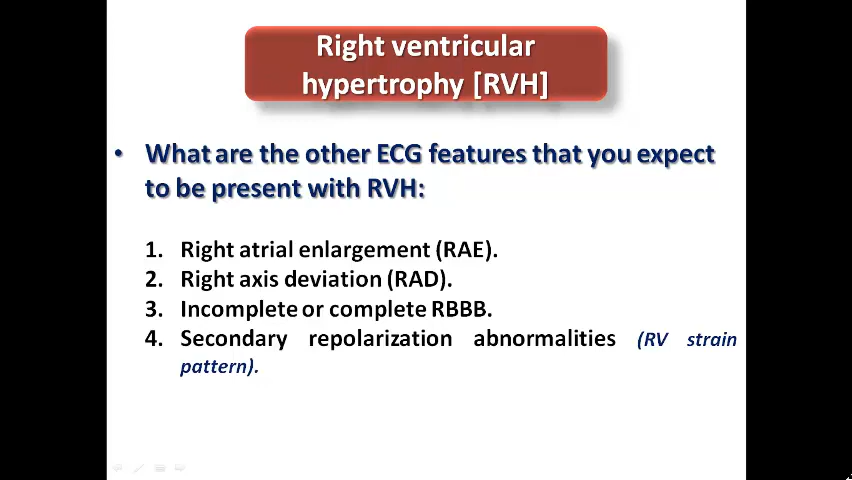 Right ventricular
hypertrophy [RVH]
• What are the other ECG features that you expect
to be present with RVH:
1. Right atrial enlargement (RAE).
2. Right axis deviation (RAD).
3. Incomplete or complete RBBB.
4. Secondary repolarization abnormalities (RV strain
pattern).